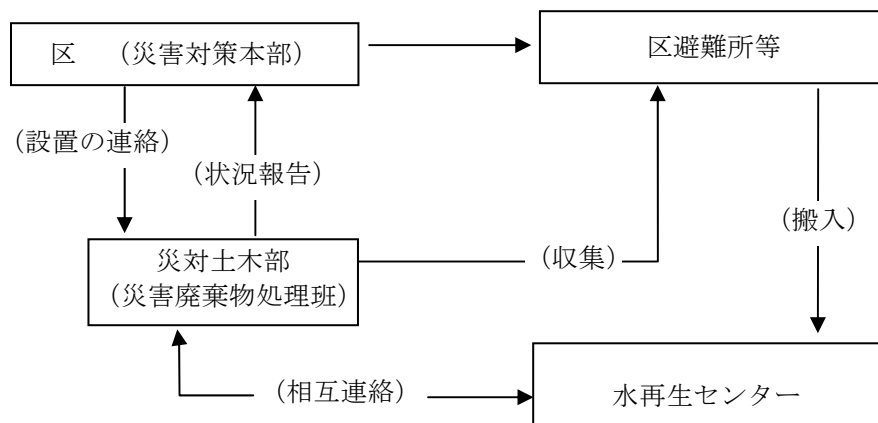 区　（災害対策本部）
区避難所等
（設置の連絡）
（状況報告）
（搬入）
災対土木部
（災害廃棄物処理班）
（収集）
（相互連絡）
水再生センター